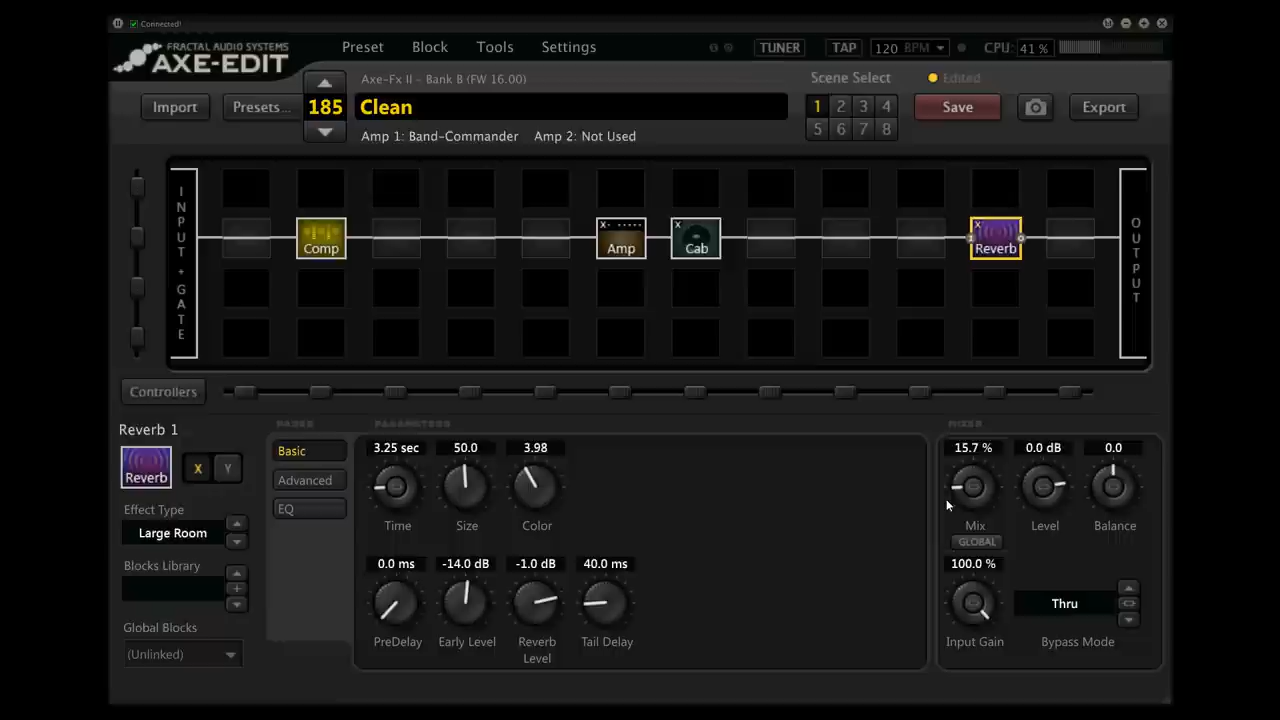 Connected!
FRACTAL AUDIO SYSTEMS
AXE-EDIT
Preset
Block
Tools
Settings
TUNER
TAP
120 BPM
CPU: 41 %
Import
Presets...
185
Axe-Fx II - Bank B (FW 16.00)
Clean
Amp 1: Band-Commander
Amp 2: Not Used
Scene Select
1 2 3 4
5 6 7 8
Edited
Save
Export
INPUT + GATE
Comp
X
Amp
X
Cab
X
Reverb
OUTPUT
Controllers
Reverb 1
Reverb
X
Y
Effect Type
Large Room
Blocks Library
Global Blocks
(Unlinked)
PAGES
Basic
Advanced
EQ
PARAMETERS
3.25 sec
50.0
3.98
Time
Size
Color
0.0 ms
-14.0 dB
-1.0 dB
40.0 ms
PreDelay
Early Level
Reverb
Level
Tail Delay
MIXER
15.7 %
0.0 dB
0.0
Mix
Level
Balance
GLOBAL
100.0 %
Thru
Input Gain
Bypass Mode